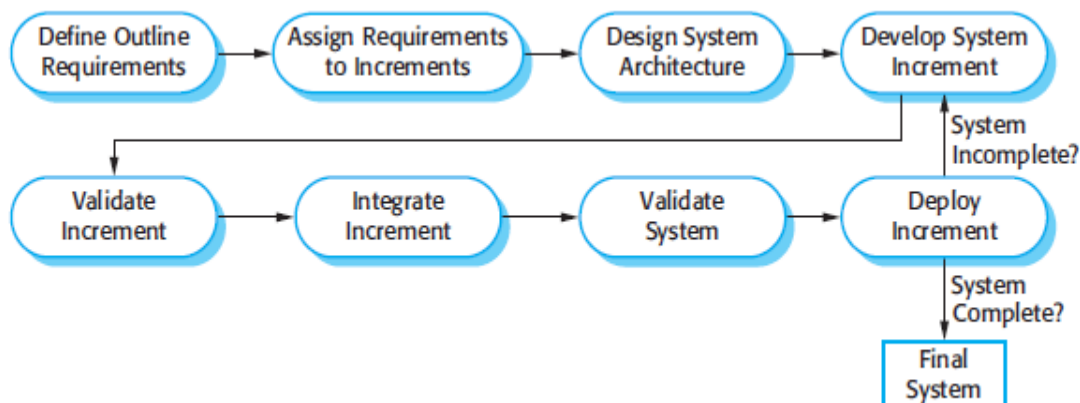 Define Outline
Requirements
Assign Requirements
to Increments
Design System
Architecture
Develop System
Increment
System
Incomplete?
Validate
Increment
Integrate
Increment
Validate
System
Deploy
Increment
System
Complete?
Final
System